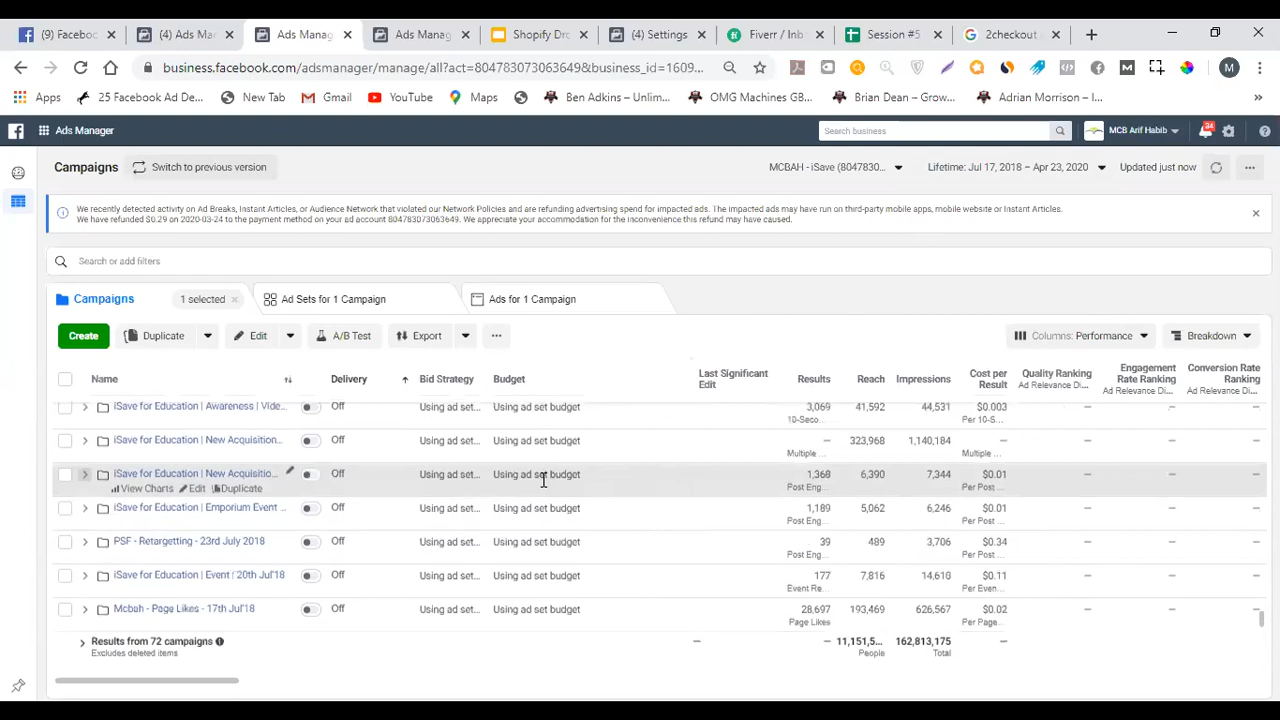 (9) Faceboo
(4) Ads Ma
Ads Manag
Ads Manag
Shopify Dro
(4) Settings
Fiverr / Inb
Session #5
2checkout a
business.facebook.com/adsmanager/manage/all?act=804783073063649&business_id=1609...
M
Apps
25 Facebook Ad De...
New Tab
Gmail
YouTube
Maps
Ben Adkins – Unlim...
OMG Machines GB...
Brian Dean – Grow...
Adrian Morrison – I...
»
Ads Manager
Search business
MCB Arif Habib
34
Campaigns
Switch to previous version
MCBAH - iSave (8047830...
Lifetime: Jul 17, 2018 – Apr 23, 2020
Updated just now
We recently detected activity on Ad Breaks, Instant Articles, or Audience Network that violated our Network Policies and are refunding advertising spend for impacted ads. The impacted ads may have run on third-party mobile apps, mobile website or Instant Articles.
We have refunded $0.29 on 2020-03-24 to the payment method on your ad account 804783073063649. We appreciate your accommodation for the inconvenience this refund may have caused.
Search or add filters
Campaigns
1 selected
Ad Sets for 1 Campaign
Ads for 1 Campaign
Create
Duplicate
Edit
A/B Test
Export
Columns: Performance
Breakdown
Name
Delivery
Bid Strategy
Budget
Last Significant Edit
Results
Reach
Impressions
Cost per Result
Quality Ranking
Ad Relevance Di...
Engagement Rate Ranking
Ad Relevance Di...
Conversion Rate Ranking
Ad Relevance Di...
iSave for Education | Awareness | Vide... Off Using ad set... Using ad set budget 3,069 41,592 44,531 $0.003 — — —
10-Seco... Per 10-S...
iSave for Education | New Acquisition... Off Using ad set... Using ad set budget — 323,968 1,140,184 — — — —
Multiple ... Multiple ...
iSave for Education | New Acquisitio... Off Using ad set... Using ad set budget 1,368 6,390 7,344 $0.01 — — —
View Charts Edit Duplicate Post Eng... Per Post...
iSave for Education | Emporium Event ... Off Using ad set... Using ad set budget 1,189 5,062 6,246 $0.01 — — —
Post Eng... Per Post ...
PSF - Retargetting - 23rd July 2018 Off Using ad set... Using ad set budget 39 489 3,706 $0.34 — — —
Post Eng... Per Post ...
iSave for Education | Event | 20th Jul'18 Off Using ad set... Using ad set budget 177 7,816 14,610 $0.11 — — —
Event Re... Per Even...
Mcbah - Page Likes - 17th Jul'18 Off Using ad set... Using ad set budget 28,697 193,469 626,567 $0.02 — — —
Page Likes Per Page...
Results from 72 campaigns — — 11,151,5... 162,813,175 —
Excludes deleted items People Total